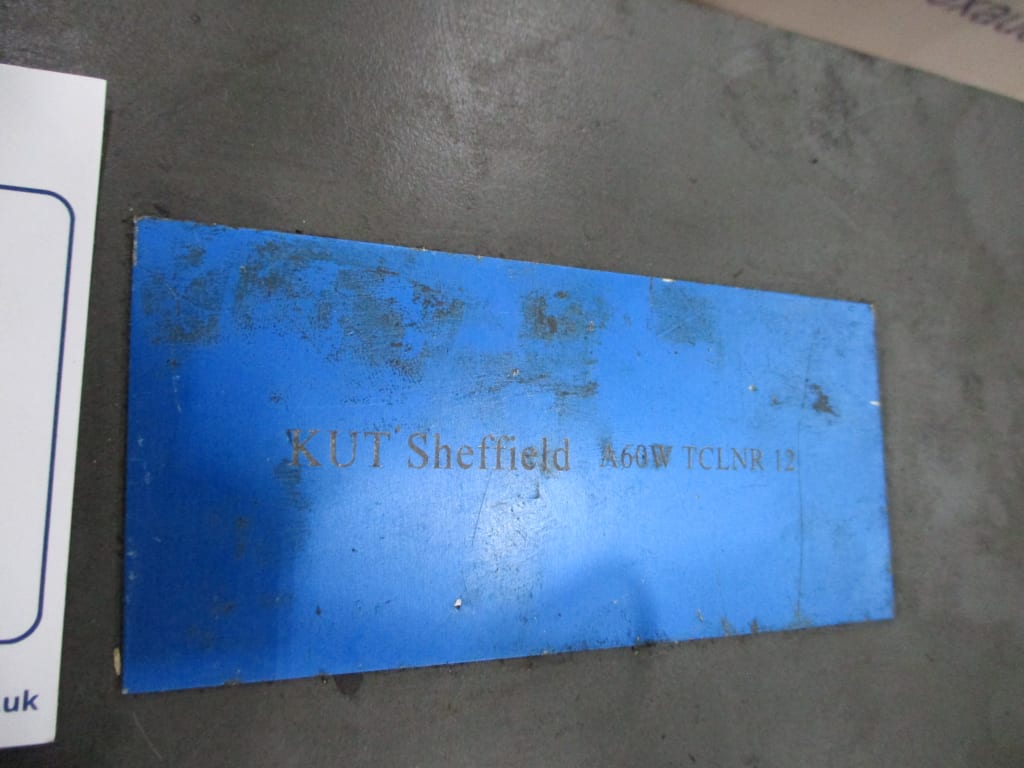 KUT Sheffield A60W TCLNR 12
.uk